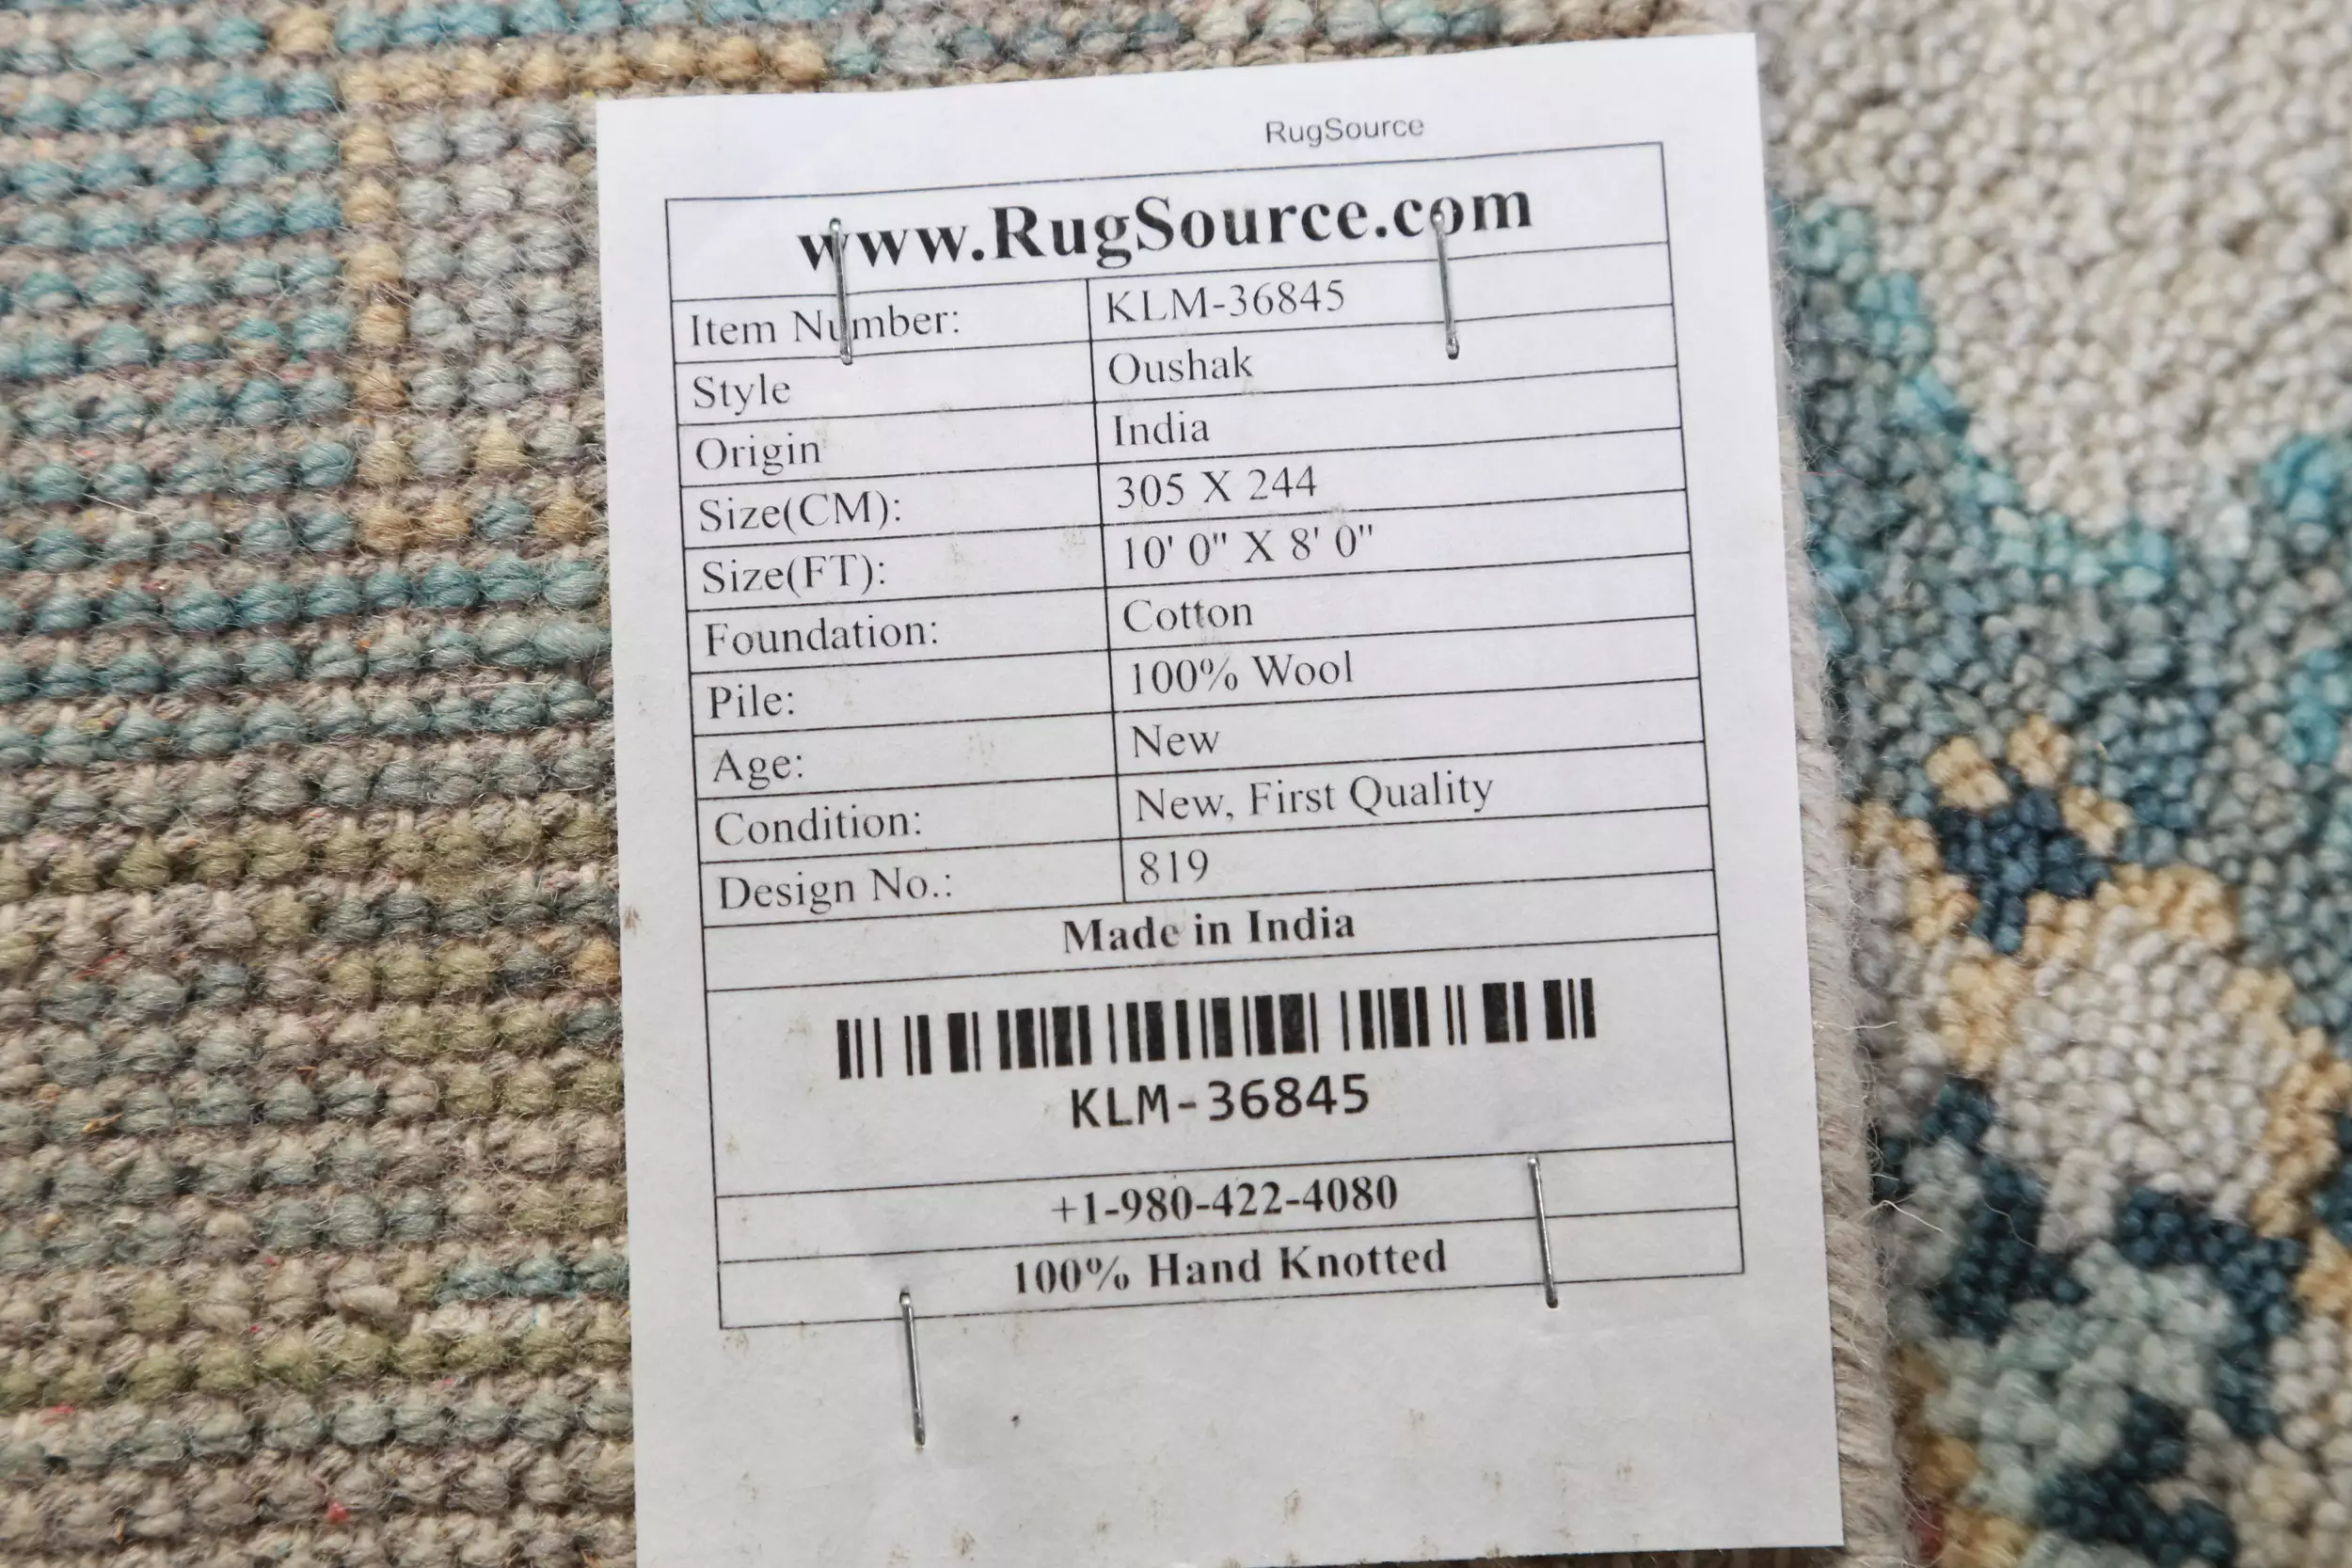 RugSource
www.RugSource.com
Item Number: KLM-36845
Style Oushak
Origin India
Size(CM): 305 X 244
Size(FT): 10' 0" X 8' 0"
Foundation: Cotton
Pile: 100% Wool
Age: New
Condition: New, First Quality
Design No.: 819
Made in India
KLM-36845
+1-980-422-4080
100% Hand Knotted